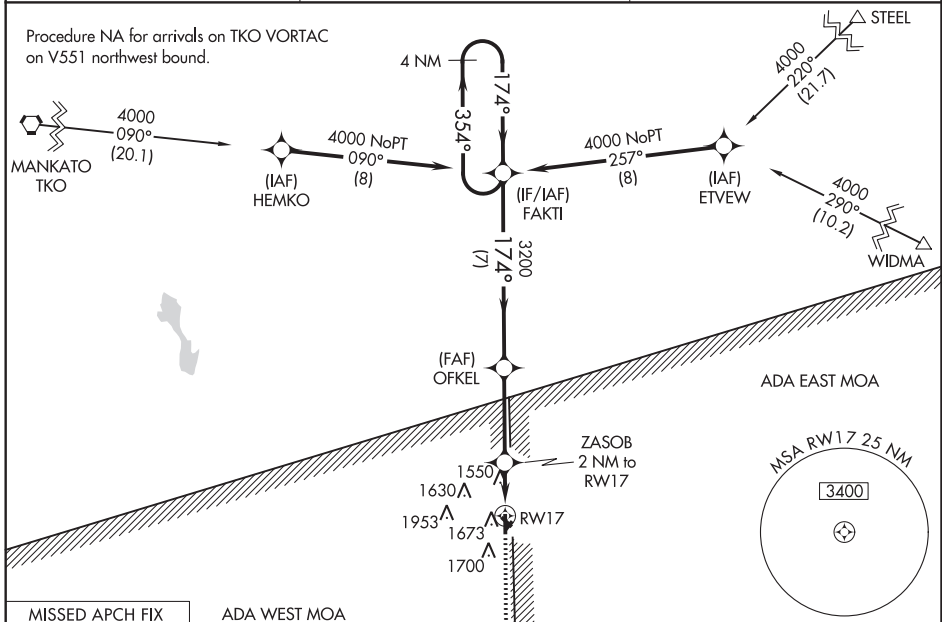 Procedure NA for arrivals on TKO VORTAC
on V551 northwest bound.
4 NM
STEEL
4000
220°
(21.7)
174°
354°
4000
090°
(20.1)
MANKATO
TKO
4000 NoPT
090°
(8)
(IAF)
HEMKO
4000 NoPT
257°
(8)
(IF/IAF)
FAKTI
(IAF)
ETVEW
4000
290°
(10.2)
WIDMA
3200
174°
(7)
(FAF)
OFKEL
ADA EAST MOA
ZASOB
2 NM to
RW17
MSA RW17 25 NM
3400
1550
1630
1953
1673
RW17
1700
MISSED APCH FIX
ADA WEST MOA